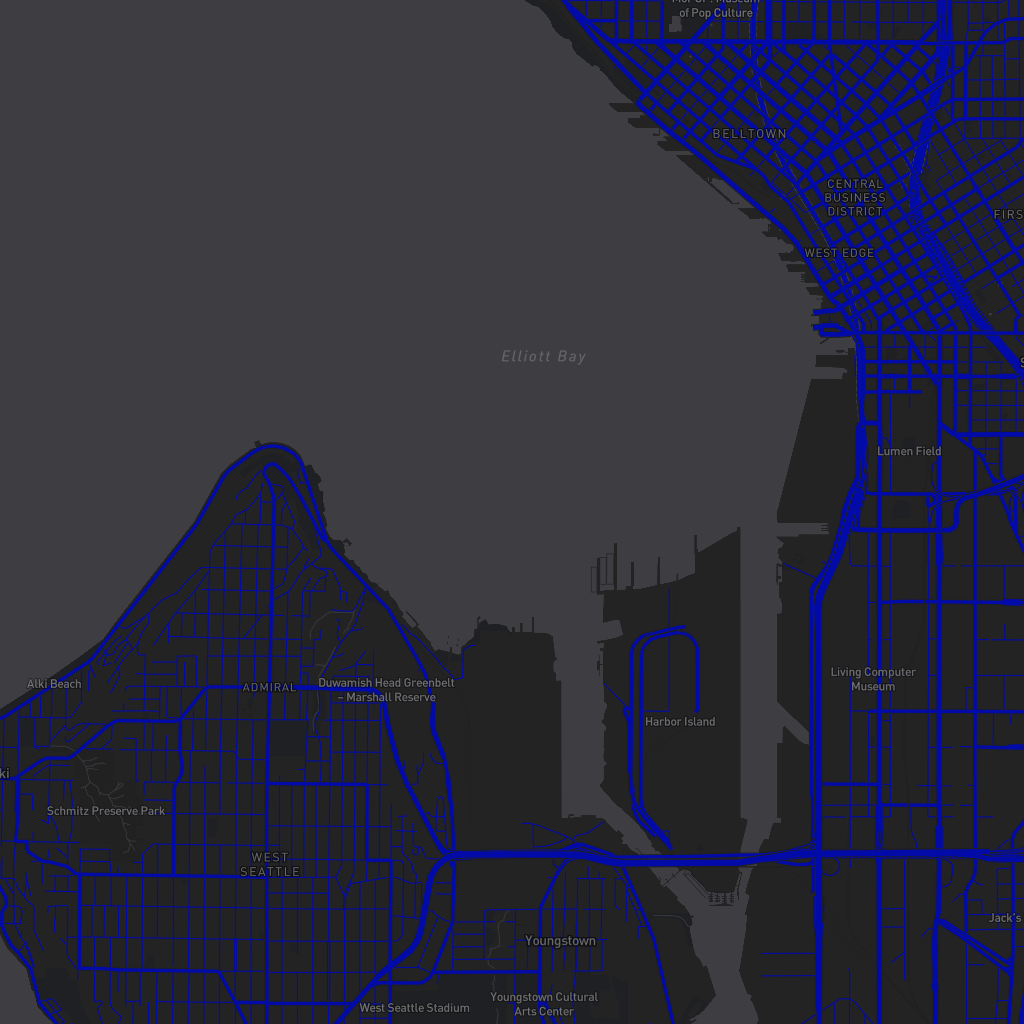 of Pop Culture
BELLTOWN
CENTRAL
BUSINESS
DISTRICT
FIRS
WEST EDGE
Elliott Bay
Lumen Field
Alki Beach
ADMIRAL
Duwamish Head Greenbelt
– Marshall Reserve
Living Computer
Museum
Harbor Island
ki
Schmitz Preserve Park
WEST
SEATTLE
Jack's
Youngstown
West Seattle Stadium
Youngstown Cultural
Arts Center